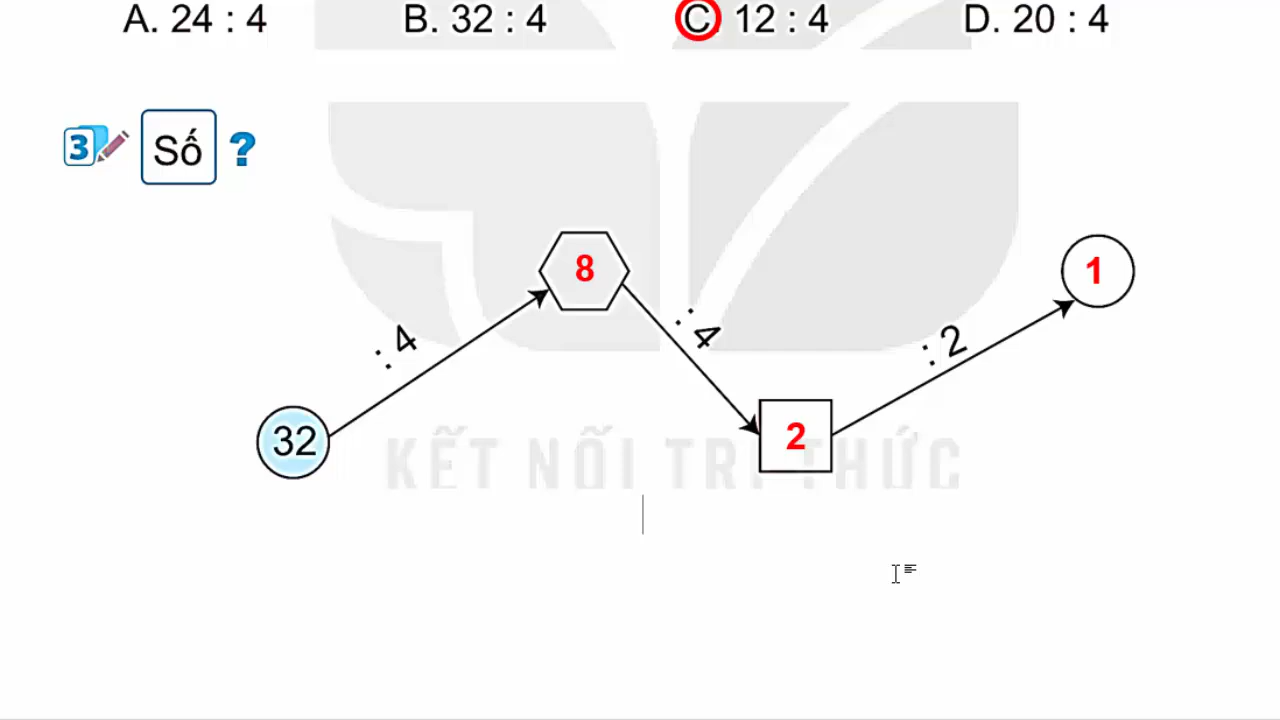 A. 24 : 4 B. 32 : 4 C 12 : 4 D. 20 : 4
3 Số ?
8
1
: 4
: 4
: 2
32
2
KẾT NỐI TRI THỨC